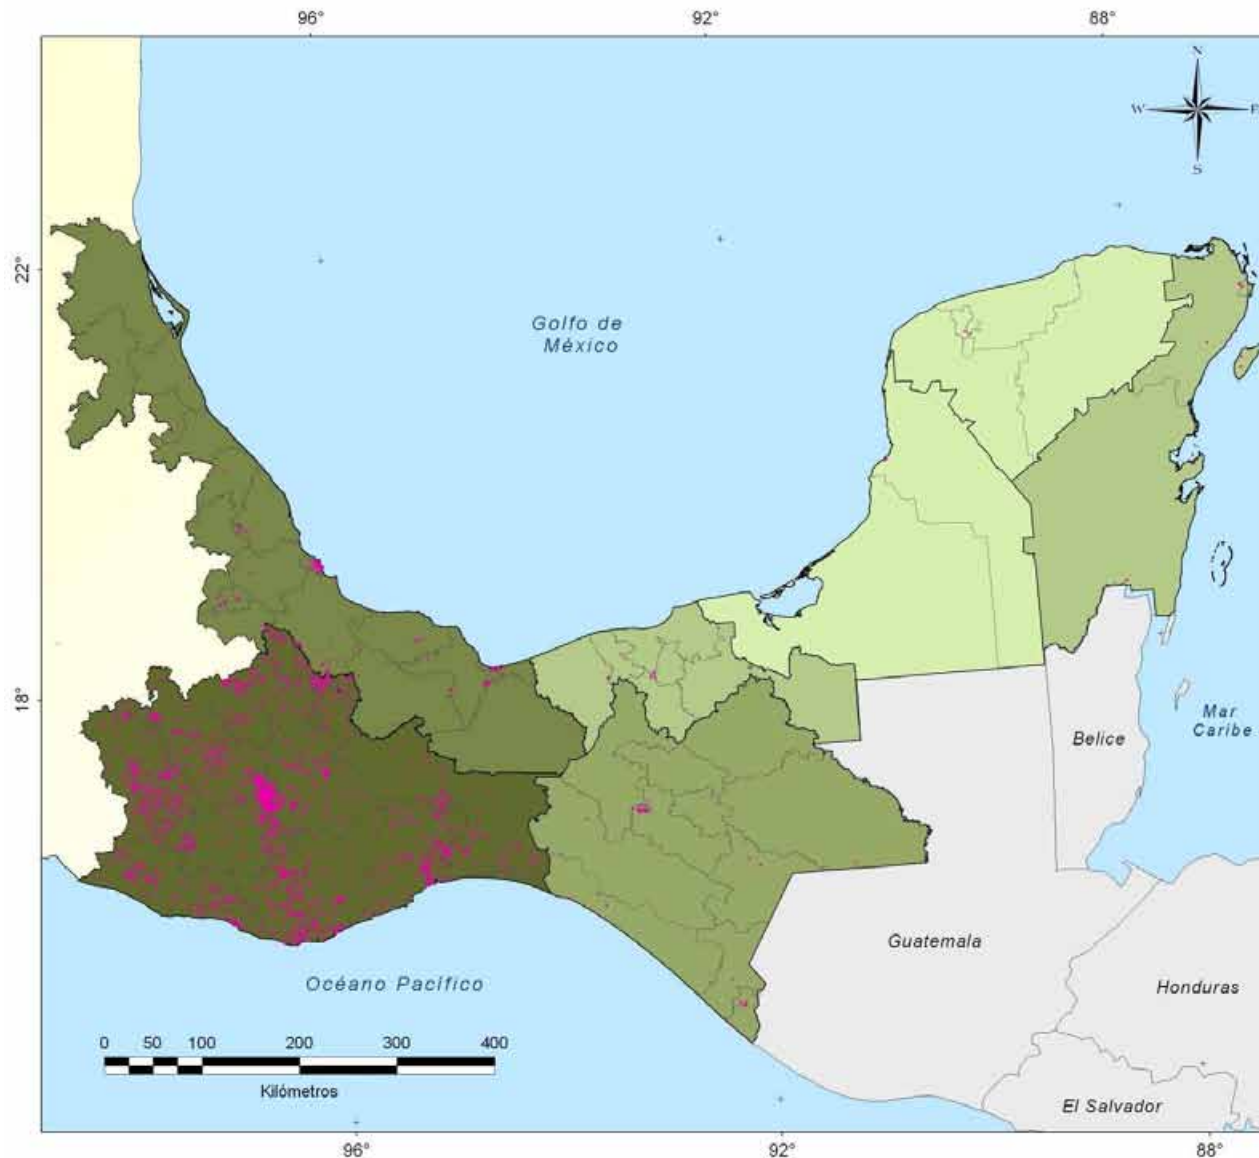 96°
92°
88°
N
W
E
S
22°
Golfo de
México
18°
Mar
Caribe
Belice
Guatemala
Océano Pacífico
Honduras
0 50 100 200 300 400
Kilómetros
El Salvador
96°
92°
88°